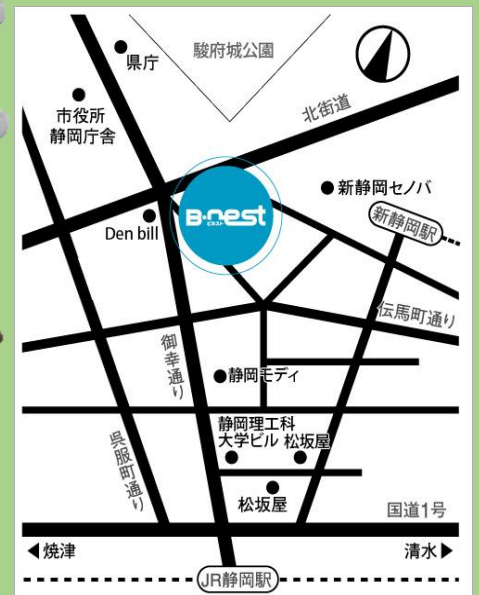 駿府城公園
県庁
市役所
静岡庁舎
北街道
B・nest
ビネスト
新静岡セノバ
新静岡駅
Den bill
伝馬町通り
御幸通り
静岡モディ
呉服町通り
静岡理工科
大学ビル
松坂屋
松坂屋
国道1号
◀焼津
清水▶
JR静岡駅